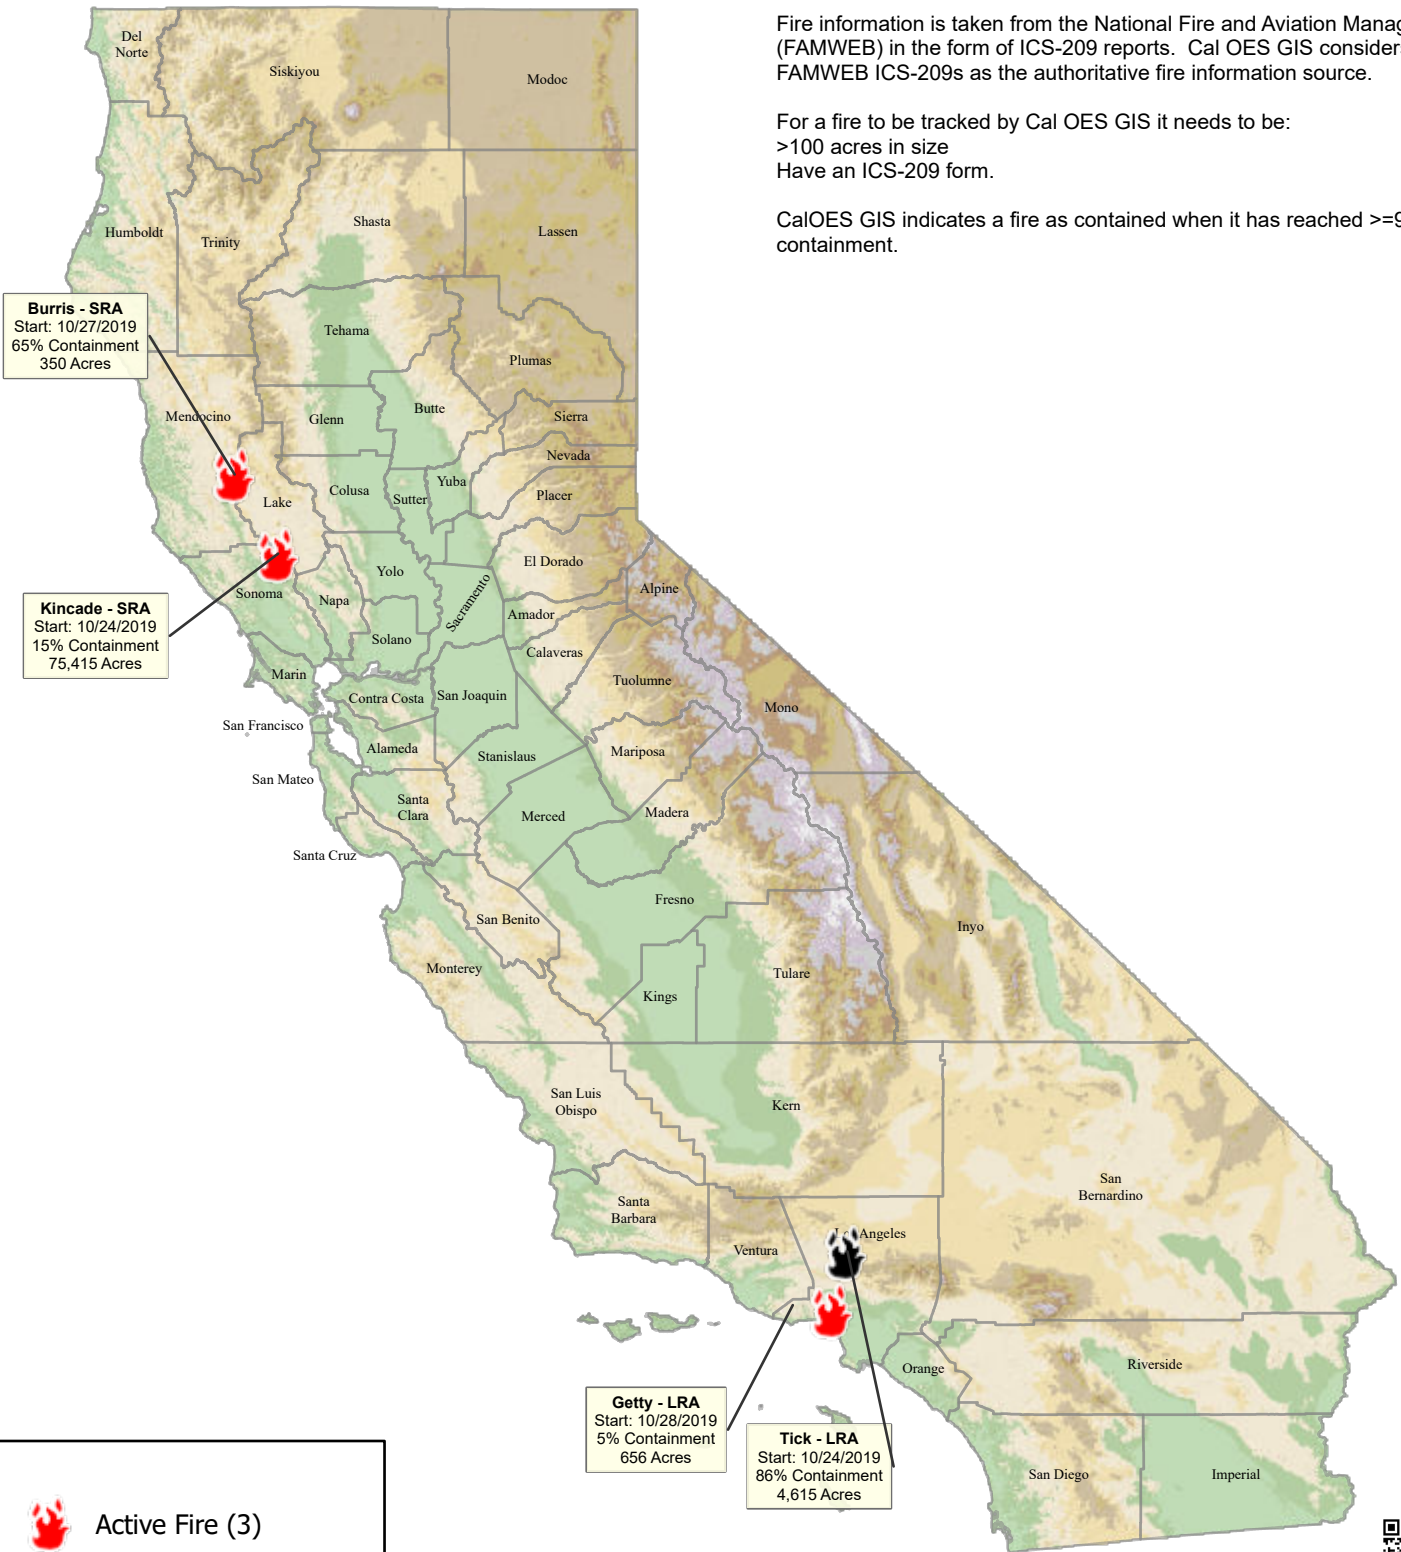 Fire information is taken from the National Fire and Aviation Manag
(FAMWEB) in the form of ICS-209 reports. Cal OES GIS consider
FAMWEB ICS-209s as the authoritative fire information source.
For a fire to be tracked by Cal OES GIS it needs to be:
>100 acres in size
Have an ICS-209 form.
CalOES GIS indicates a fire as contained when it has reached >=9
containment.
Del
Norte
Siskiyou
Modoc
Humboldt
Trinity
Shasta
Lassen
Burris - SRA
Start: 10/27/2019
65% Containment
350 Acres
Tehama
Plumas
Mendocino
Glenn
Butte
Sierra
Nevada
Lake
Colusa
Sutter
Yuba
Placer
El Dorado
Yolo
Sacramento
Alpine
Sonoma
Napa
Amador
Kincade - SRA
Start: 10/24/2019
15% Containment
75,415 Acres
Solano
Calaveras
Marin
Contra Costa
San Joaquin
Tuolumne
Mono
San Francisco
Alameda
Stanislaus
Mariposa
San Mateo
Santa
Clara
Merced
Madera
Santa Cruz
Fresno
San Benito
Inyo
Monterey
Tulare
Kings
San Luis
Obispo
Kern
Santa
Barbara
San
Bernardino
Ventura
Los Angeles
Orange
Riverside
Getty - LRA
Start: 10/28/2019
5% Containment
656 Acres
Tick - LRA
Start: 10/24/2019
86% Containment
4,615 Acres
San Diego
Imperial
Active Fire (3)